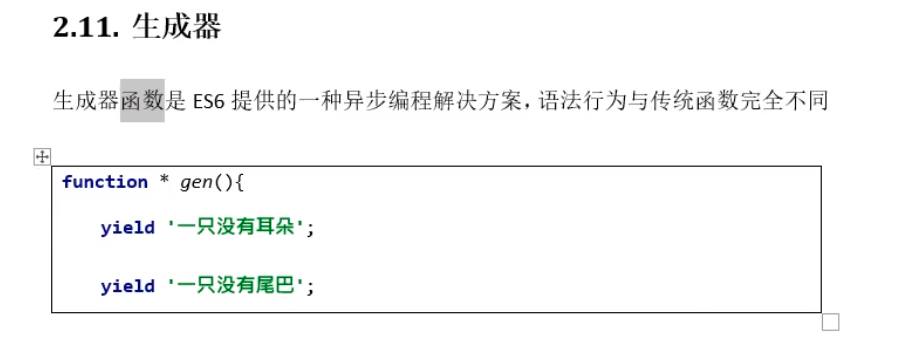 2.11. 生成器
生成器函数是 ES6 提供的一种异步编程解决方案，语法行为与传统函数完全不同
function * gen(){
yield '一只没有耳朵';
yield '一只没有尾巴';